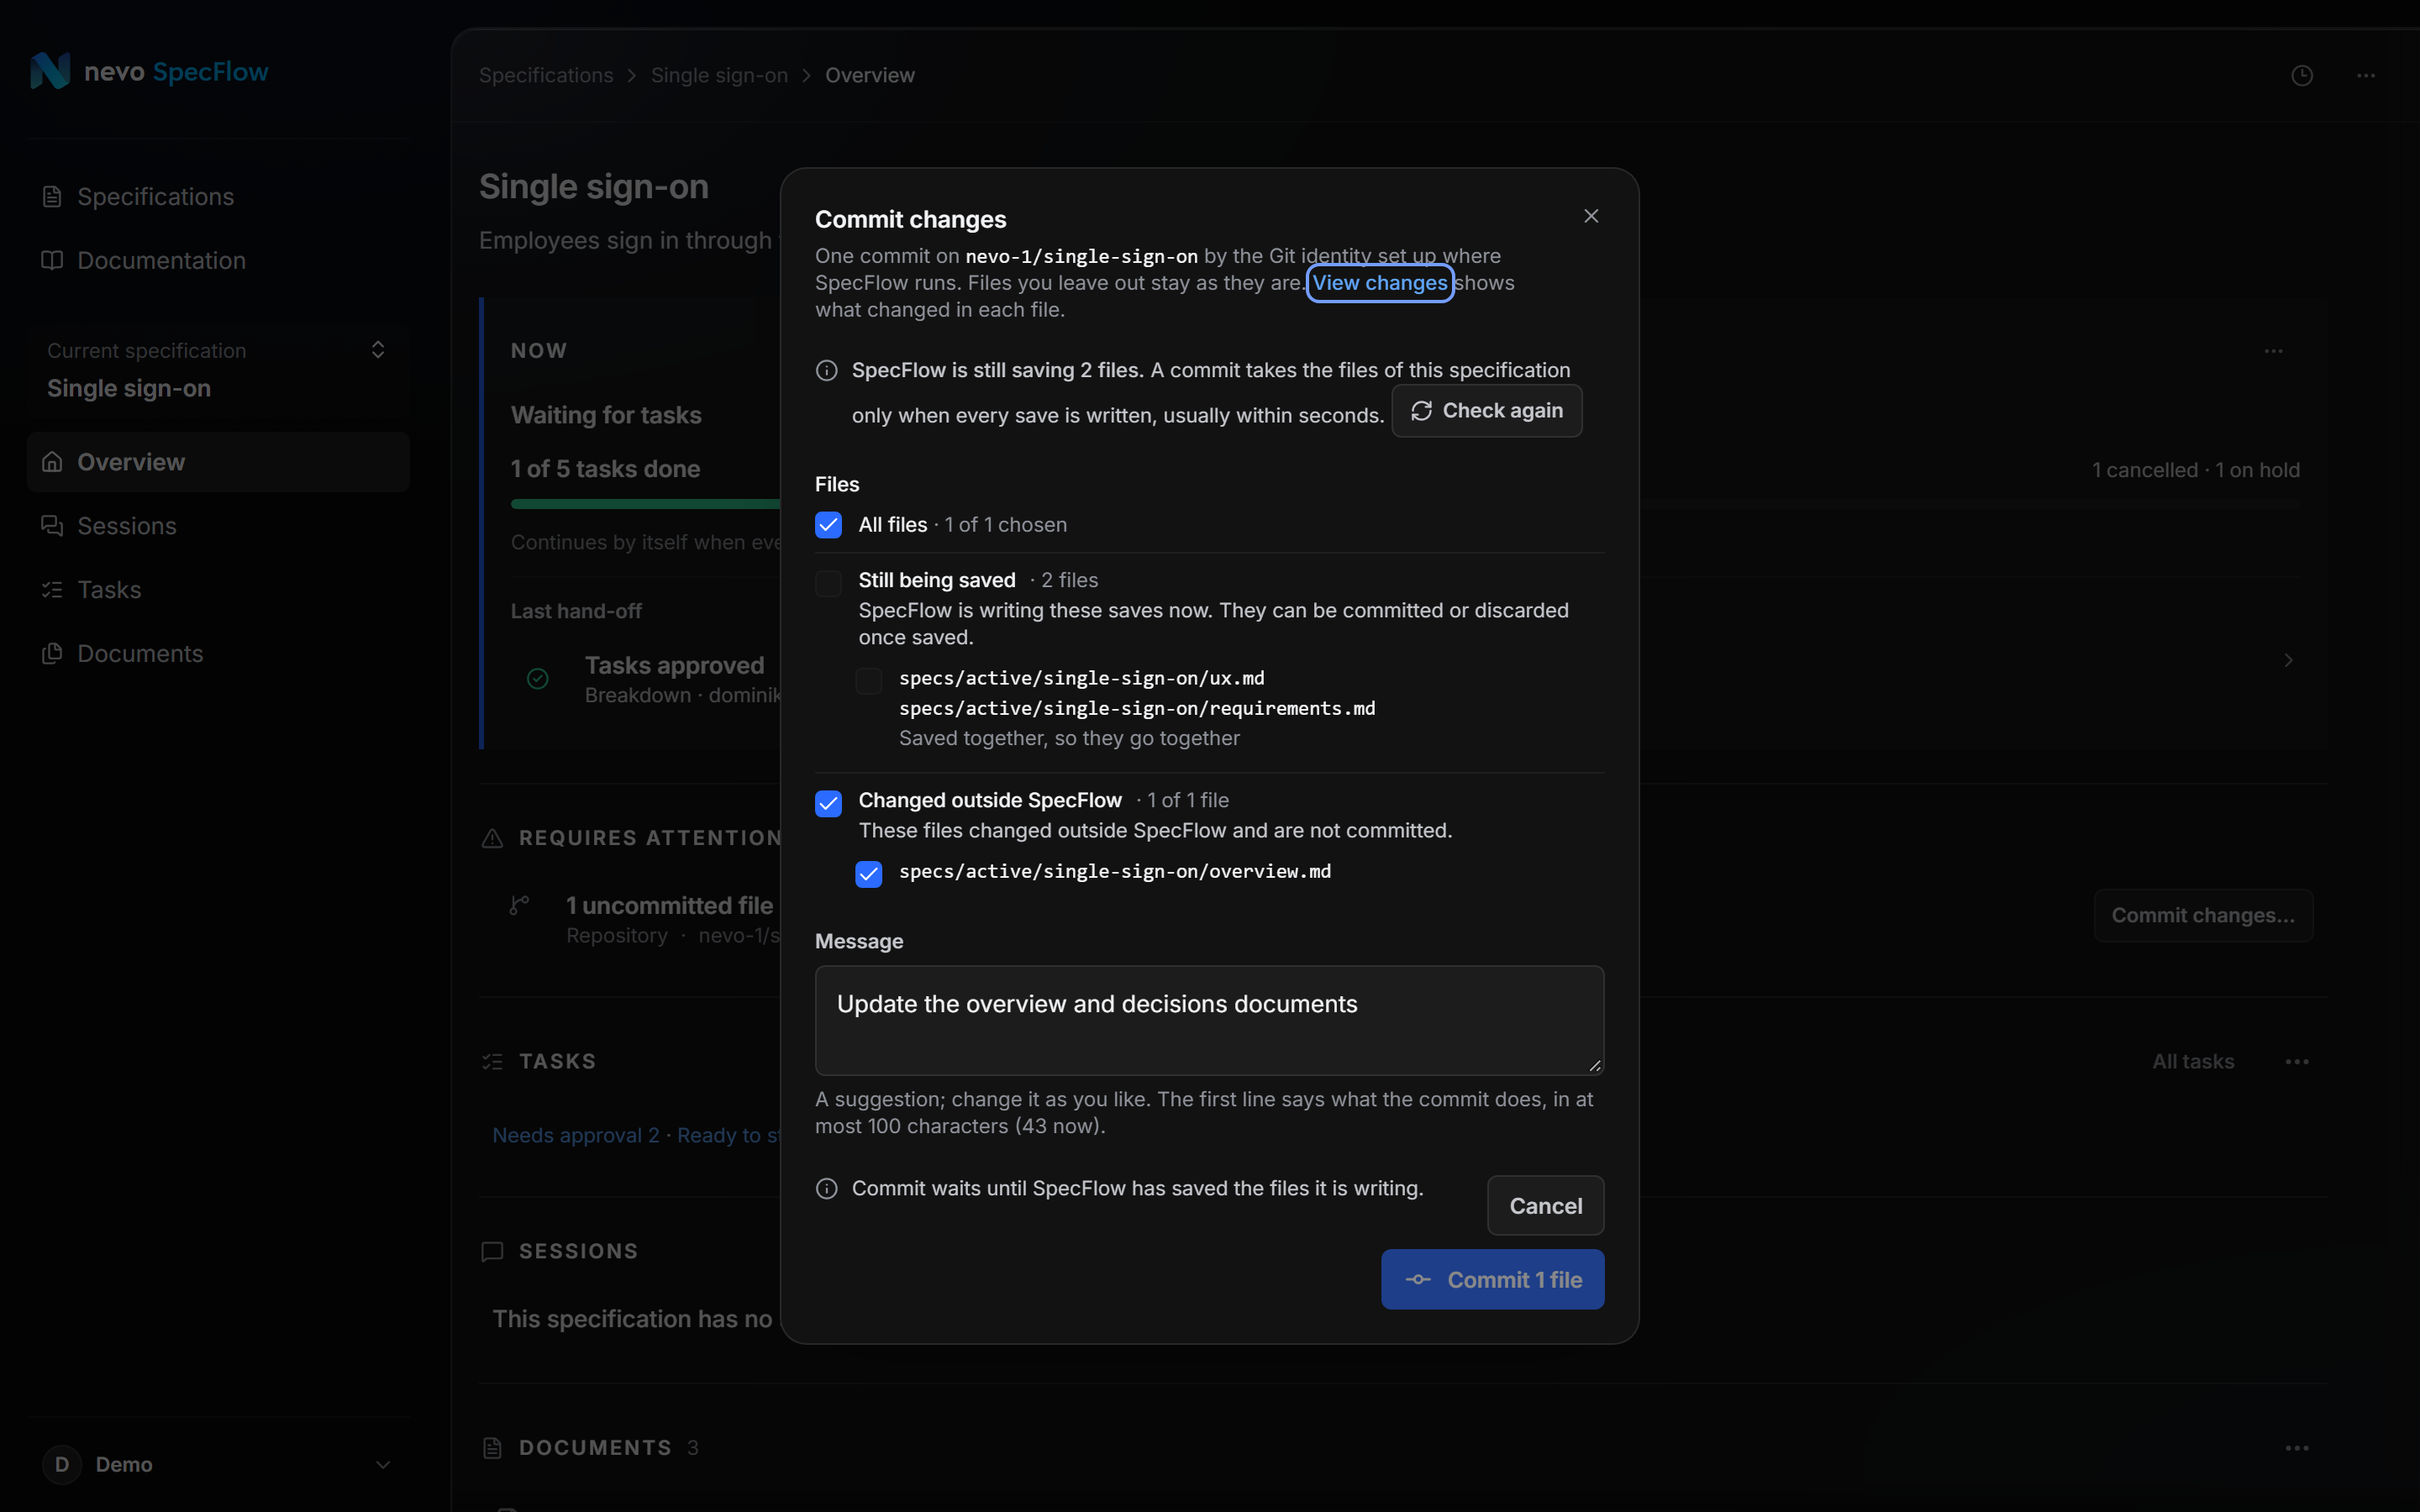 nevo SpecFlow
Specifications
Documentation
Current specification
Single sign-on
Overview
Sessions
Tasks
Documents
D Demo
Specifications > Single sign-on > Overview
Single sign-on
Employees sign in through
NOW
Waiting for tasks
1 of 5 tasks done
1 cancelled · 1 on hold
Continues by itself when eve
Last hand-off
Tasks approved
Breakdown · dominik
REQUIRES ATTENTION
1 uncommitted file
Repository · nevo-1/s
Commit changes...
TASKS
All tasks
Needs approval 2 · Ready to st
SESSIONS
This specification has no
DOCUMENTS 3
Commit changes
One commit on nevo-1/single-sign-on by the Git identity set up where
SpecFlow runs. Files you leave out stay as they are. View changes shows
what changed in each file.
SpecFlow is still saving 2 files. A commit takes the files of this specification
only when every save is written, usually within seconds. Check again
Files
All files · 1 of 1 chosen
Still being saved · 2 files
SpecFlow is writing these saves now. They can be committed or discarded
once saved.
specs/active/single-sign-on/ux.md
specs/active/single-sign-on/requirements.md
Saved together, so they go together
Changed outside SpecFlow · 1 of 1 file
These files changed outside SpecFlow and are not committed.
specs/active/single-sign-on/overview.md
Message
Update the overview and decisions documents
A suggestion; change it as you like. The first line says what the commit does, in at
most 100 characters (43 now).
Commit waits until SpecFlow has saved the files it is writing.
Cancel
Commit 1 file